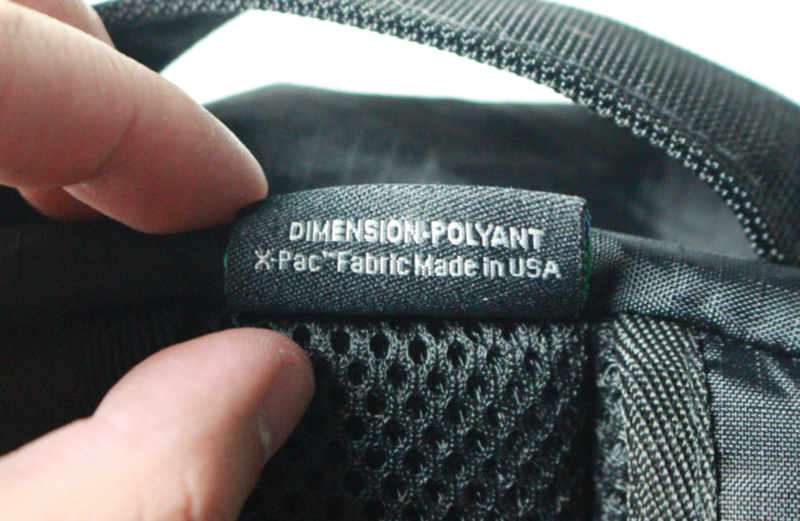 DIMENSION-POLYANT
X-Pac™ Fabric Made in USA